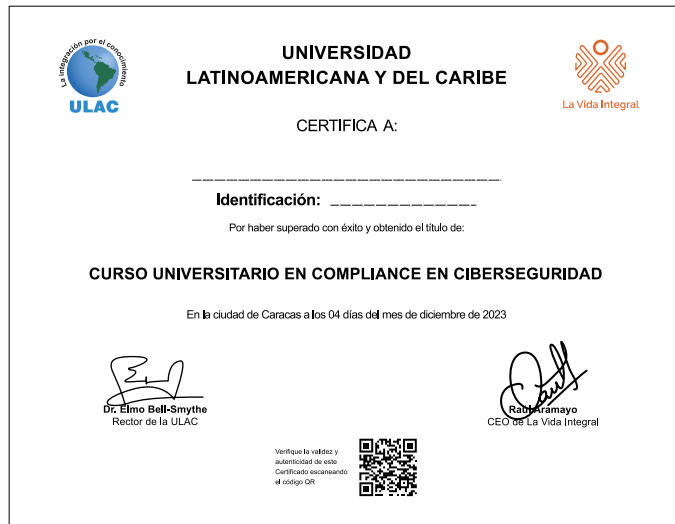 La integración por el conocimiento
ULAC
UNIVERSIDAD
LATINOAMERICANA Y DEL CARIBE
La Vida Integral
CERTIFICA A:
Identificación:
Por haber superado con éxito y obtenido el título de:
CURSO UNIVERSITARIO EN COMPLIANCE EN CIBERSEGURIDAD
En la ciudad de Caracas a los 04 días del mes de diciembre de 2023
Dr. Elmo Bell-Smythe
Rector de la ULAC
Raúl Aramayo
CEO de La Vida Integral
Verifique la validez y
autenticidad de este
Certificado escaneando
el código QR